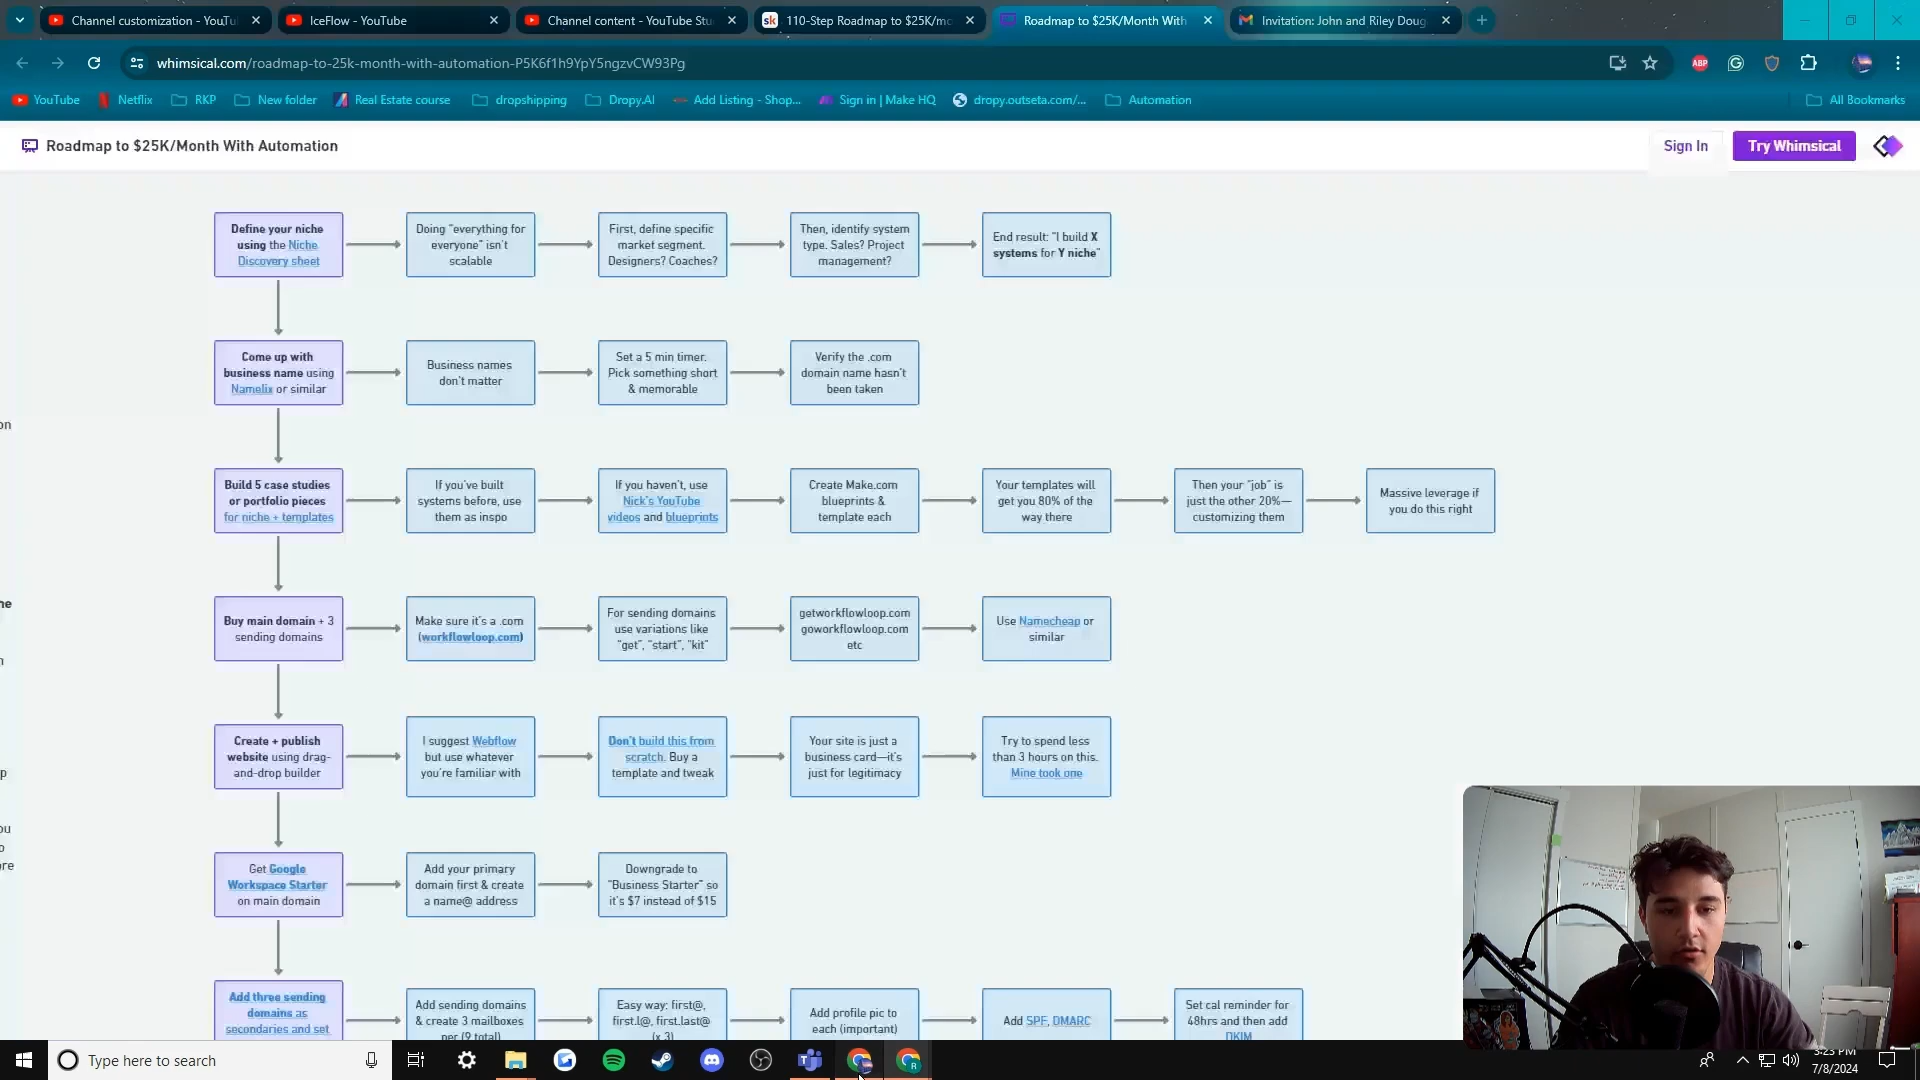 Channel customization - YouTu
IceFlow - YouTube
Channel content - YouTube Stu
sk
110-Step Roadmap to $25K/mo
Roadmap to $25K/Month With
Invitation: John and Riley Doug
whimsical.com/roadmap-to-25k-month-with-automation-P5K6f1h9YpY5ngzvCW93Pg
ABP
YouTube
Netflix
RKP
New folder
Real Estate course
dropshipping
Dropy.AI
Add Listing - Shop...
Sign in | Make HQ
dropy.outseta.com/...
Automation
All Bookmarks
Roadmap to $25K/Month With Automation
Sign In
Try Whimsical
Define your niche
using the Niche
Discovery sheet
Doing "everything for
everyone" isn't
scalable
First, define specific
market segment.
Designers? Coaches?
Then, identify system
type. Sales? Project
management?
End result: "I build X
systems for Y niche"
Come up with
business name using
Namelix or similar
Business names
don't matter
Set a 5 min timer.
Pick something short
& memorable
Verify the .com
domain name hasn't
been taken
on
Build 5 case studies
or portfolio pieces
for niche + templates
If you've built
systems before, use
them as inspo
If you haven't, use
Nick's YouTube
videos and blueprints
Create Make.com
blueprints &
template each
Your templates will
get you 80% of the
way there
Then your "job" is
just the other 20%—
customizing them
Massive leverage if
you do this right
ne
Buy main domain + 3
sending domains
Make sure it's a .com
(workflowloop.com)
For sending domains
use variations like
"get", "start", "kit"
getworkflowloop.com
goworkflowloop.com
etc
Use Namecheap or
similar
Create + publish
website using drag-
and-drop builder
I suggest Webflow
but use whatever
you're familiar with
Don't build this from
scratch. Buy a
template and tweak
Your site is just a
business card—it's
just for legitimacy
Try to spend less
than 3 hours on this.
Mine took one
p
ou
o
re
Get Google
Workspace Starter
on main domain
Add your primary
domain first & create
a name@ address
Downgrade to
"Business Starter" so
it's $7 instead of $15
Add three sending
domains as
secondaries and set
Add sending domains
& create 3 mailboxes
per (9 total)
Easy way: first@,
first.l@, first.last@
(x 3)
Add profile pic to
each (important)
Add SPF, DMARC
Set cal reminder for
48hrs and then add
DKIM
Type here to search
3:23 PM
7/8/2024